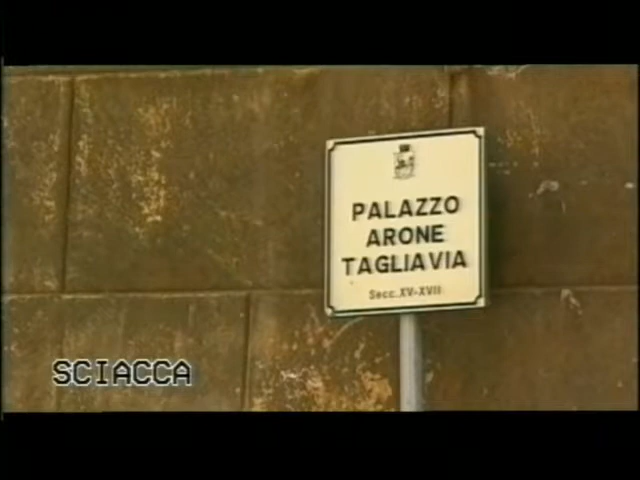 PALAZZO
ARONE
TAGLIAVIA
Secc. XV-XVII
SCIACCA